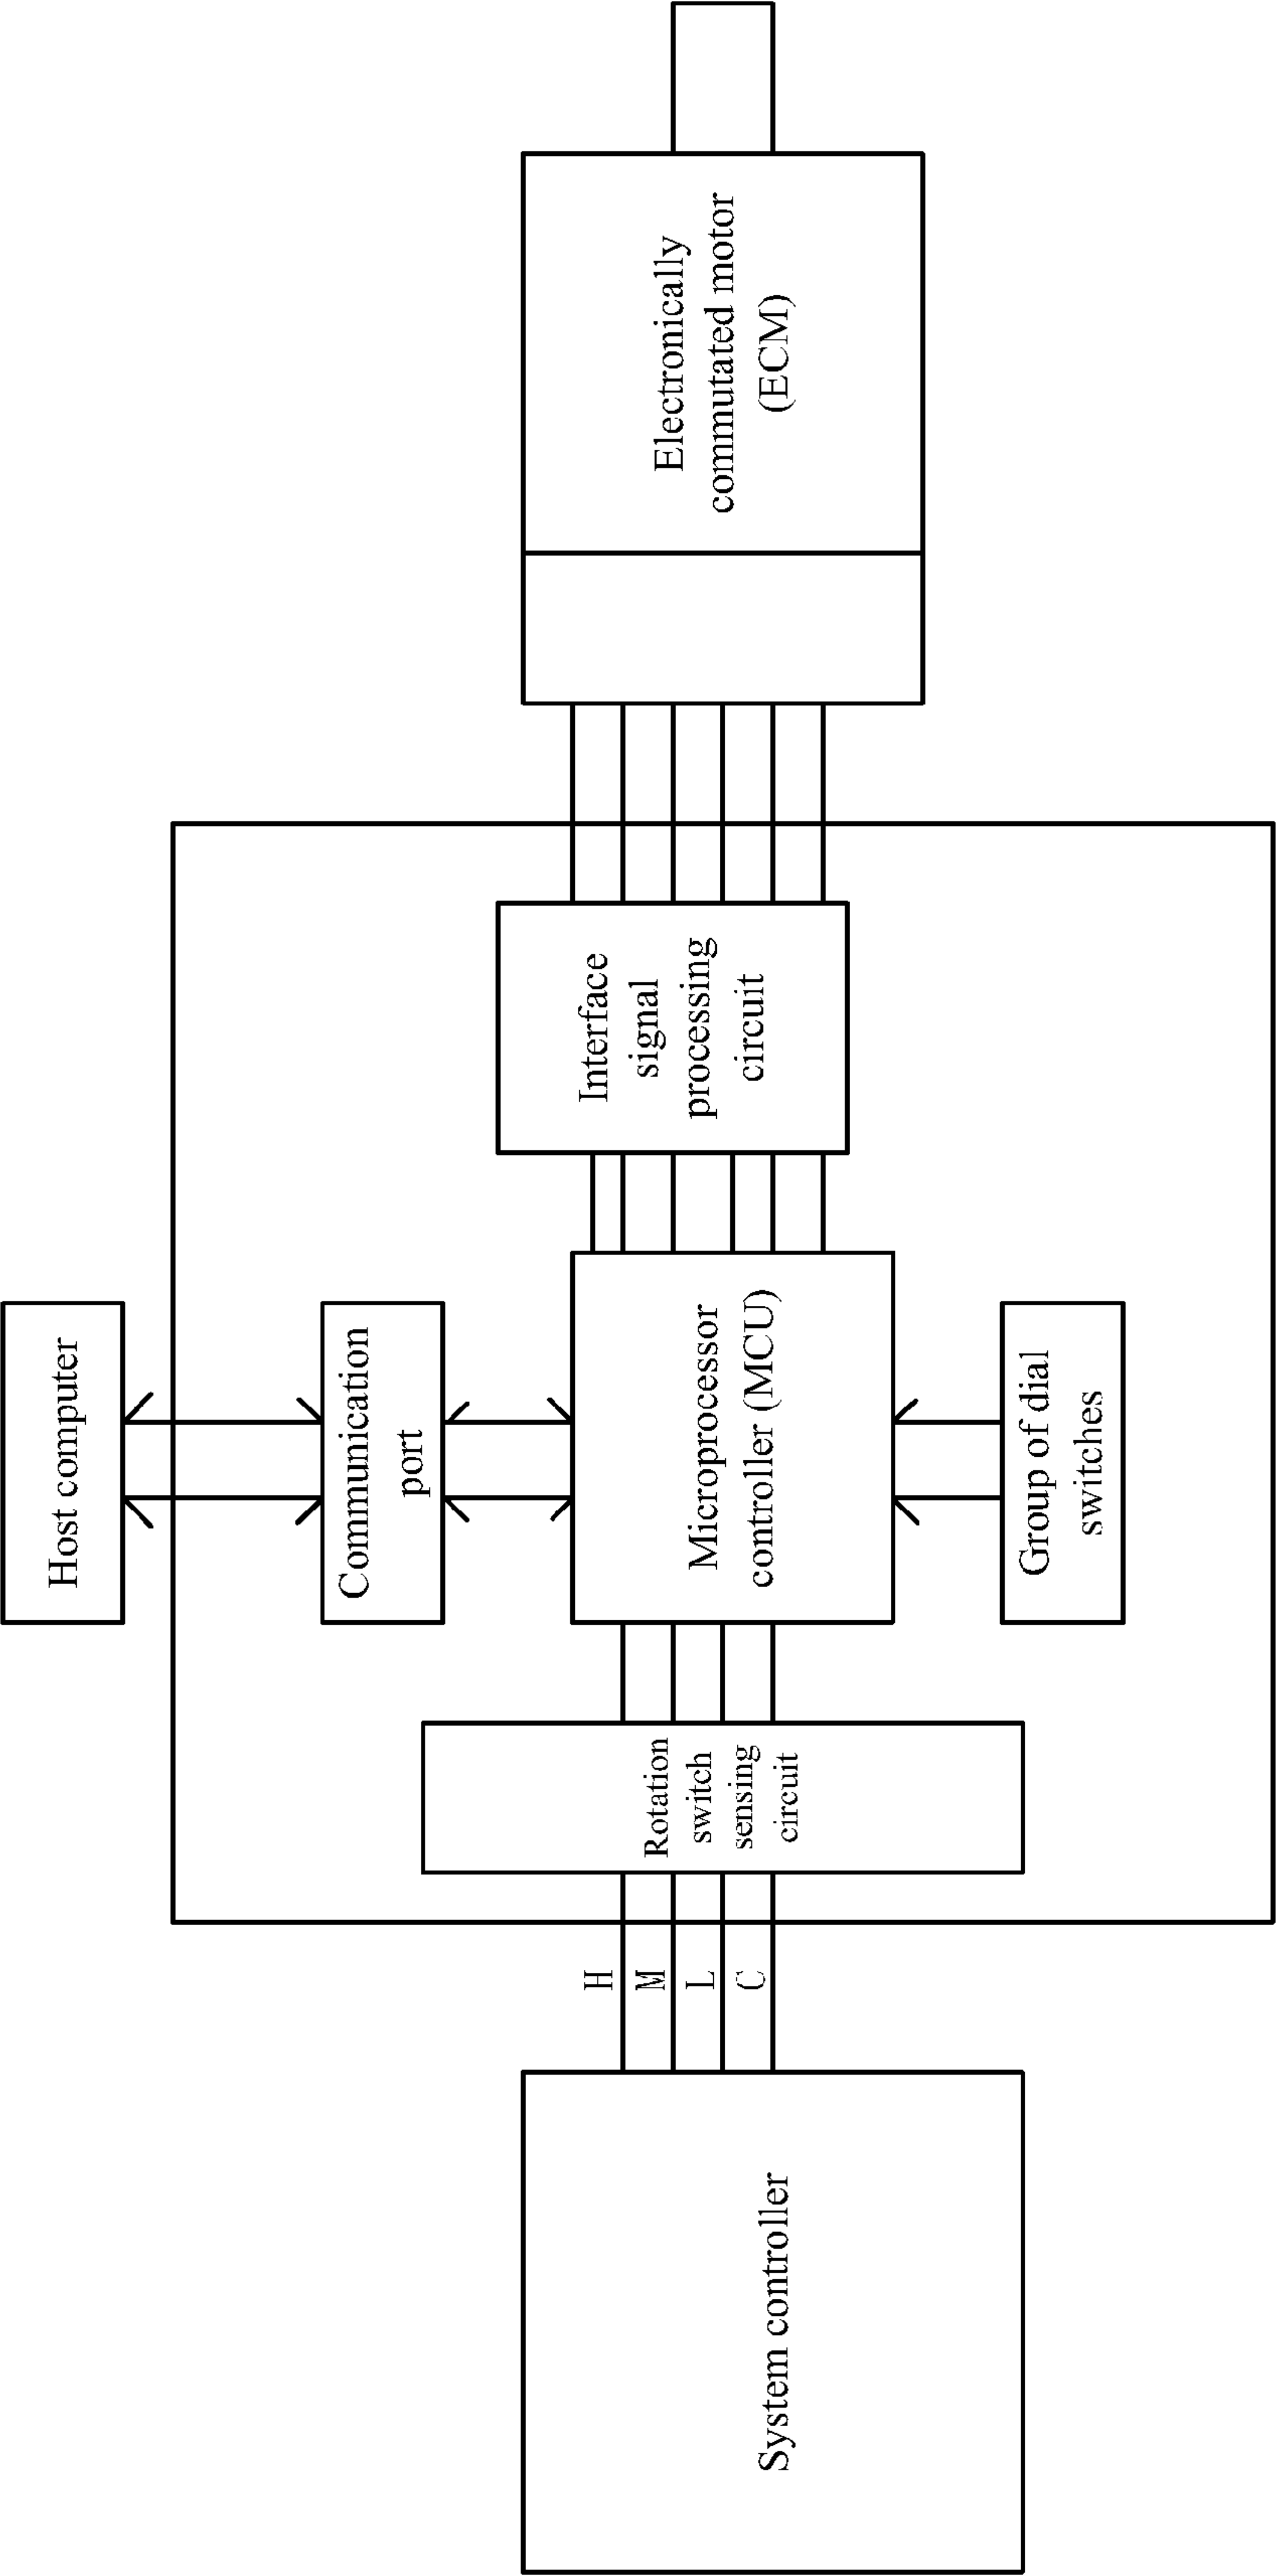 Host computer
Communication
port
System controller
H
M
L
C
Rotation
switch
sensing
circuit
Microprocessor
controller (MCU)
Interface
signal
processing
circuit
Electronically
commutated motor
(ECM)
Group of dial
switches